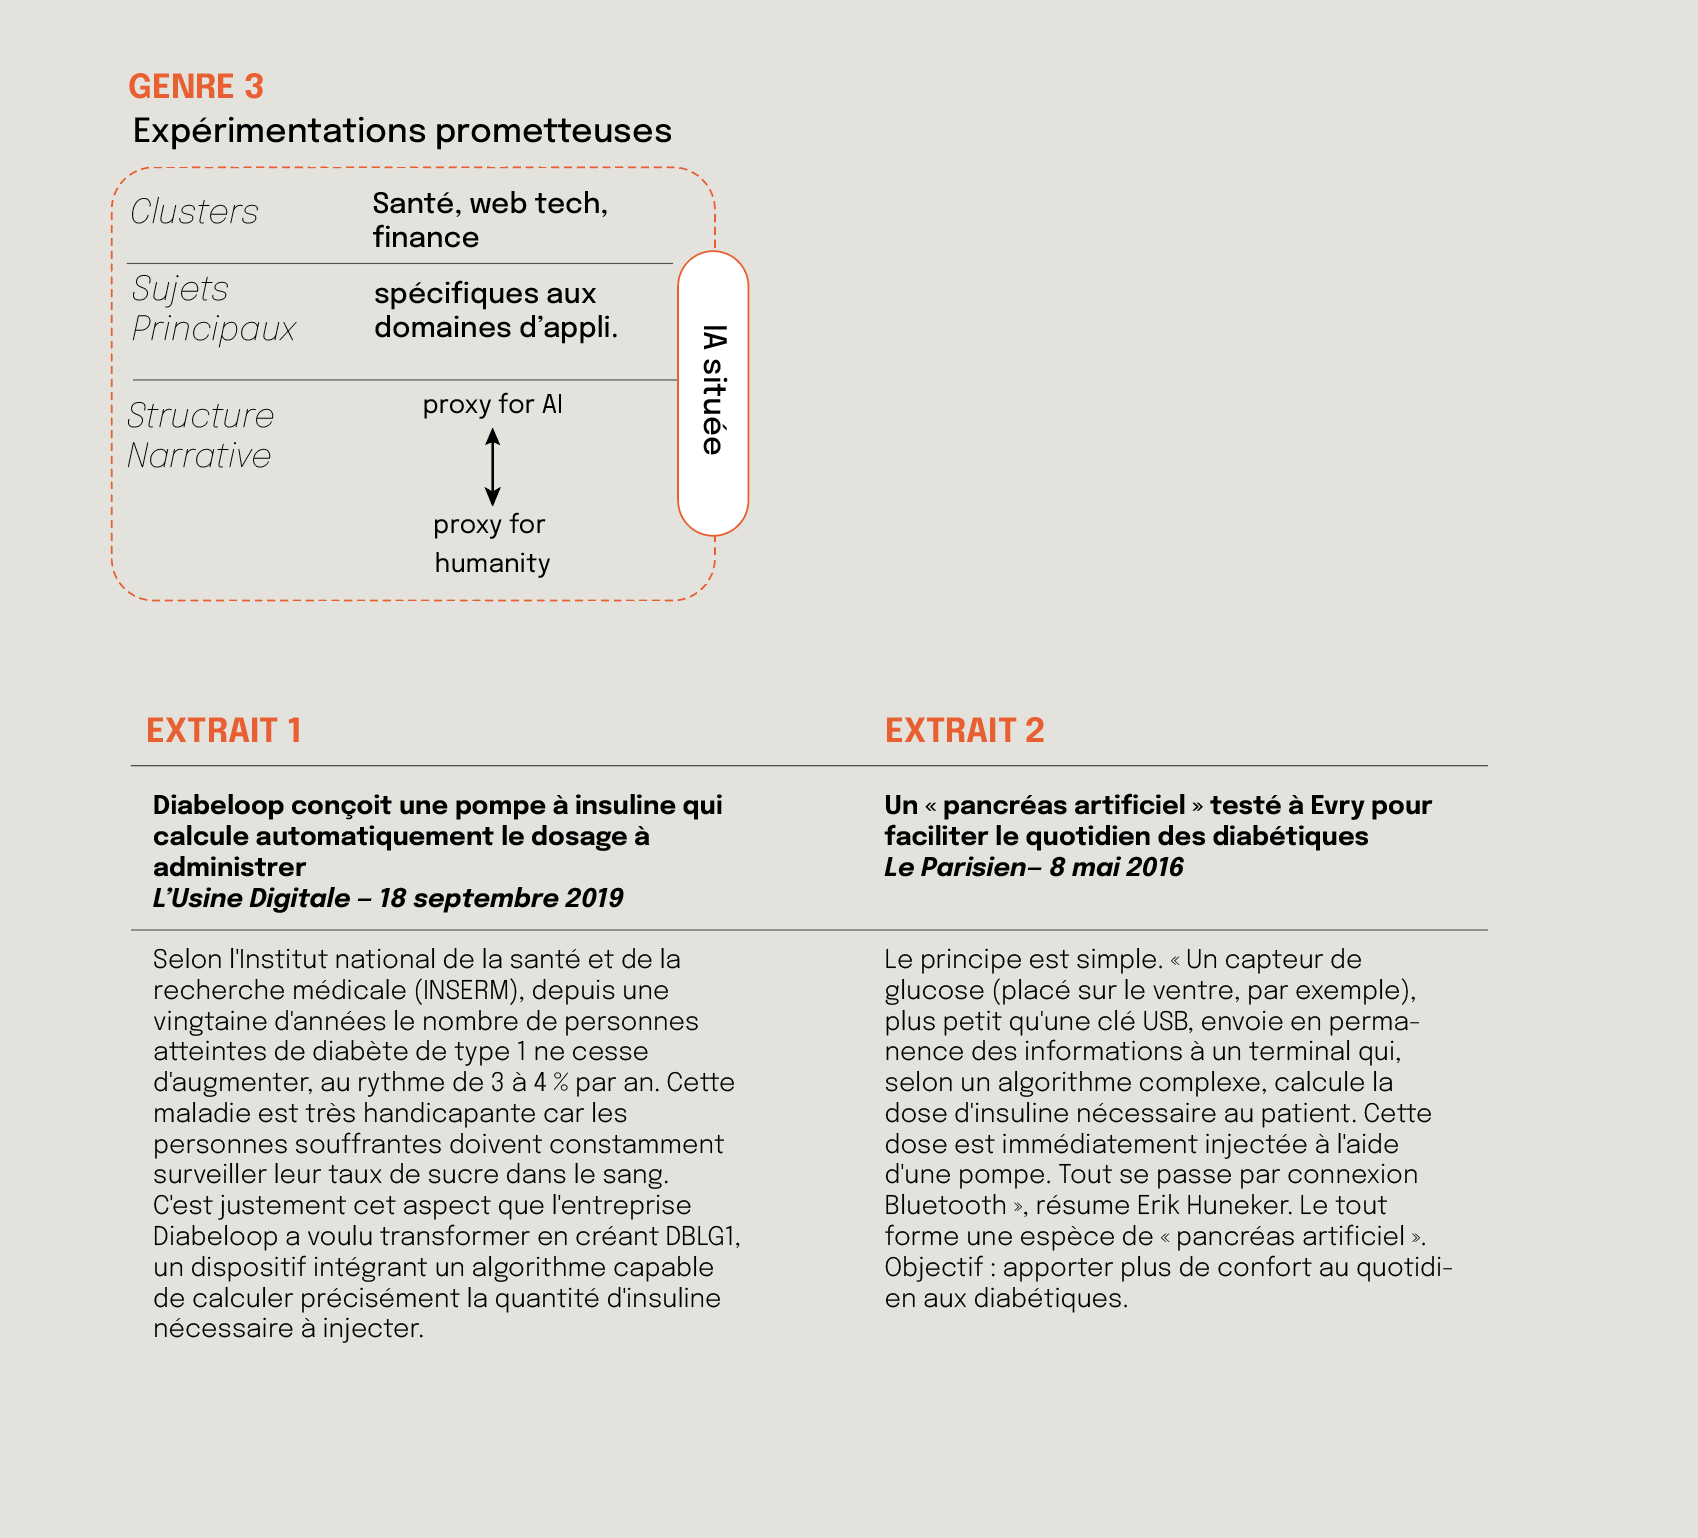 GENRE 3
Expérimentations prometteuses
Clusters
Santé, web tech,
finance
Sujets
Principaux
spécifiques aux
domaines d’appli.
Structure
Narrative
proxy for AI
proxy for
humanity
IA située
EXTRAIT 1
Diabeloop conçoit une pompe à insuline qui
calcule automatiquement le dosage à
administrer
L’Usine Digitale – 18 septembre 2019
Selon l'Institut national de la santé et de la
recherche médicale (INSERM), depuis une
vingtaine d'années le nombre de personnes
atteintes de diabète de type 1 ne cesse
d'augmenter, au rythme de 3 à 4 % par an. Cette
maladie est très handicapante car les
personnes souffrantes doivent constamment
surveiller leur taux de sucre dans le sang.
C'est justement cet aspect que l'entreprise
Diabeloop a voulu transformer en créant DBLG1,
un dispositif intégrant un algorithme capable
de calculer précisément la quantité d'insuline
nécessaire à injecter.
EXTRAIT 2
Un « pancréas artificiel » testé à Evry pour
faciliter le quotidien des diabétiques
Le Parisien– 8 mai 2016
Le principe est simple. « Un capteur de
glucose (placé sur le ventre, par exemple),
plus petit qu'une clé USB, envoie en perma-
nence des informations à un terminal qui,
selon un algorithme complexe, calcule la
dose d'insuline nécessaire au patient. Cette
dose est immédiatement injectée à l'aide
d'une pompe. Tout se passe par connexion
Bluetooth », résume Erik Huneker. Le tout
forme une espèce de « pancréas artificiel ».
Objectif : apporter plus de confort au quotidi-
en aux diabétiques.